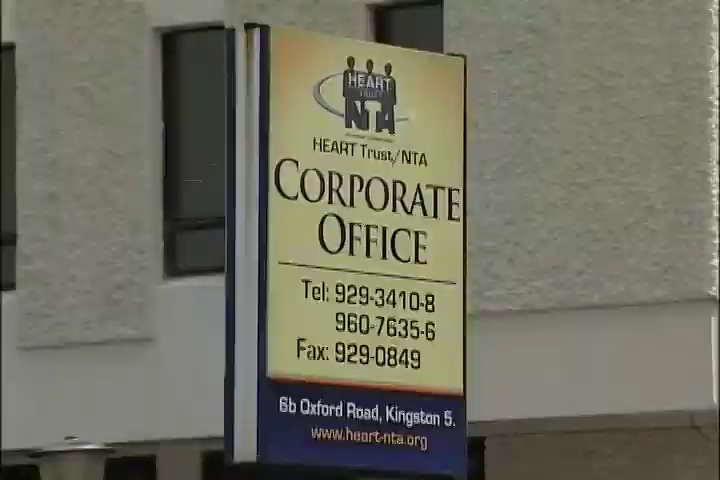 HEART
TRUST
NTA
HEART Trust/NTA
CORPORATE
OFFICE
Tel: 929-3410-8
960-7635-6
Fax: 929-0849
6b Oxford Road, Kingston 5.
www.heart-nta.org